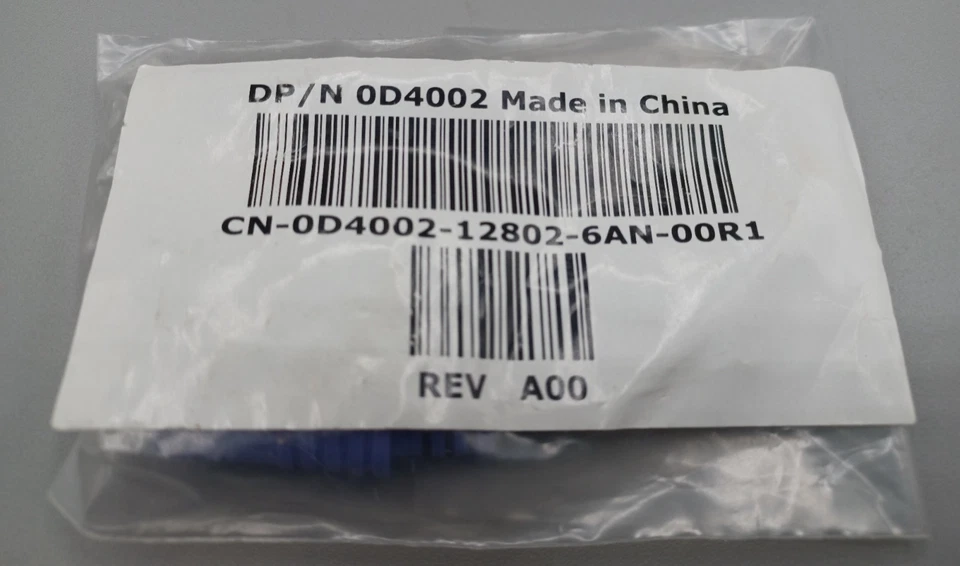 DP/N 0D4002 Made in China
CN-0D4002-12802-6AN-00R1
REV A00